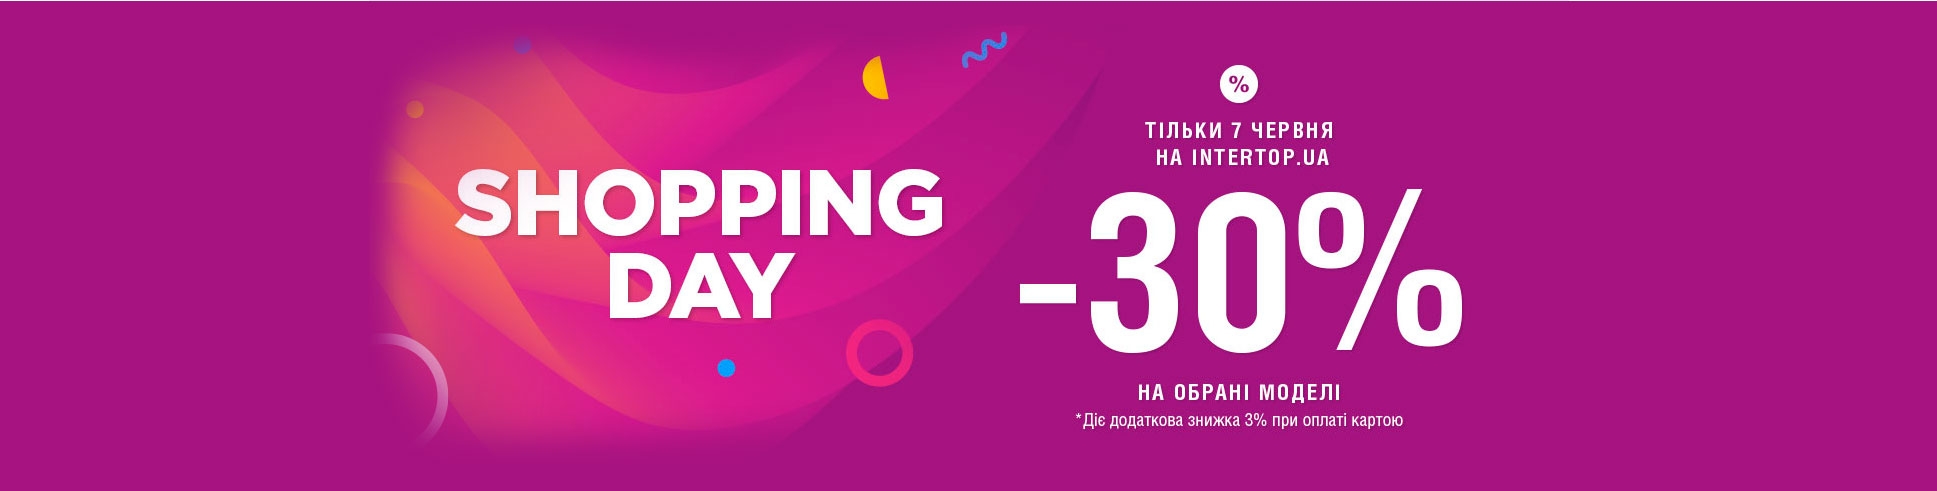 SHOPPING
DAY
%
ТІЛЬКИ 7 ЧЕРВНЯ
НА INTERTOP.UA
-30%
НА ОБРАНІ МОДЕЛІ
*Діє додаткова знижка 3% при оплаті картою